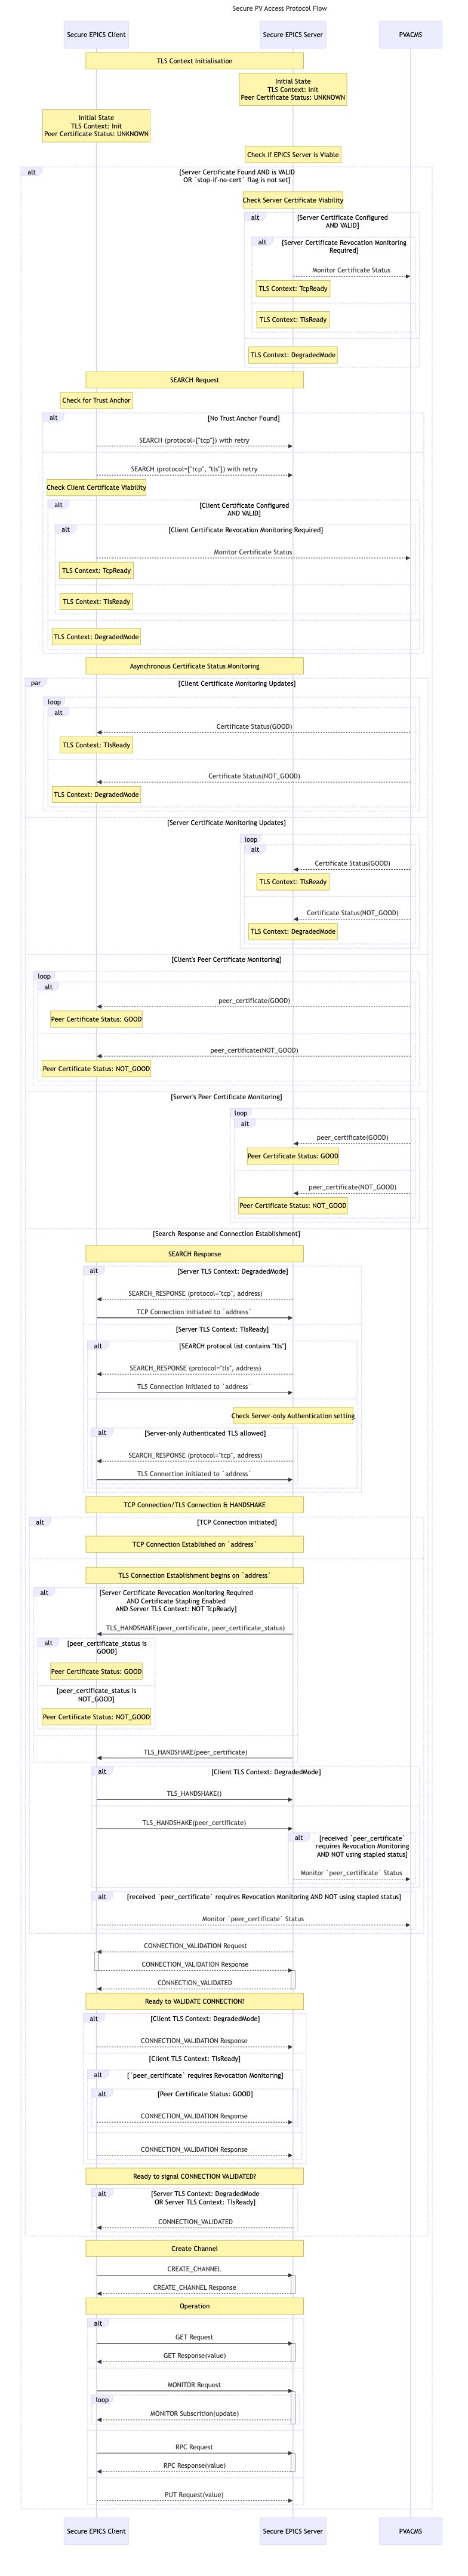 Secure PV Access Protocol Flow
Secure EPICS Client
Secure EPICS Server
PVACMS
TLS Context Initialisation
Initial State
TLS Context: Init
Peer Certificate Status: UNKNOWN
Initial State
TLS Context: Init
Peer Certificate Status: UNKNOWN
Check if EPICS Server is Viable
alt
[Server Certificate Found AND is VALID
OR `stop-if-no-cert` flag is not set]
Check Server Certificate Viability
alt
[Server Certificate Configured
AND VALID]
alt
[Server Certificate Revocation Monitoring
Required]
Monitor Certificate Status
TLS Context: TcpReady
TLS Context: TlsReady
TLS Context: DegradedMode
SEARCH Request
Check for Trust Anchor
alt
[No Trust Anchor Found]
SEARCH (protocol=["tcp"]) with retry
SEARCH (protocol=["tcp", "tls"]) with retry
Check Client Certificate Viability
alt
[Client Certificate Configured
AND VALID]
alt
[Client Certificate Revocation Monitoring Required]
Monitor Certificate Status
TLS Context: TcpReady
TLS Context: TlsReady
TLS Context: DegradedMode
Asynchronous Certificate Status Monitoring
par
[Client Certificate Monitoring Updates]
loop
alt
Certificate Status(GOOD)
TLS Context: TlsReady
Certificate Status(NOT_GOOD)
TLS Context: DegradedMode
[Server Certificate Monitoring Updates]
loop
alt
Certificate Status(GOOD)
TLS Context: TlsReady
Certificate Status(NOT_GOOD)
TLS Context: DegradedMode
[Client's Peer Certificate Monitoring]
loop
alt
peer_certificate(GOOD)
Peer Certificate Status: GOOD
peer_certificate(NOT_GOOD)
Peer Certificate Status: NOT_GOOD
[Server's Peer Certificate Monitoring]
loop
alt
peer_certificate(GOOD)
Peer Certificate Status: GOOD
peer_certificate(NOT_GOOD)
Peer Certificate Status: NOT_GOOD
[Search Response and Connection Establishment]
SEARCH Response
alt
[Server TLS Context: DegradedMode]
SEARCH_RESPONSE (protocol="tcp", address)
TCP Connection initiated to `address`
[Server TLS Context: TlsReady]
alt
[SEARCH protocol list contains "tls"]
SEARCH_RESPONSE (protocol="tls", address)
TLS Connection initiated to `address`
Check Server-only Authentication setting
alt
[Server-only Authenticated TLS allowed]
SEARCH_RESPONSE (protocol="tcp", address)
TLS Connection initiated to `address`
TCP Connection/TLS Connection & HANDSHAKE
alt
[TCP Connection initiated]
TCP Connection Established on `address`
TLS Connection Establishment begins on `address`
alt
[Server Certificate Revocation Monitoring Required
AND Certificate Stapling Enabled
AND Server TLS Context: NOT TcpReady]
TLS_HANDSHAKE(peer_certificate, peer_certificate_status)
alt
[peer_certificate_status is
GOOD]
Peer Certificate Status: GOOD
[peer_certificate_status is
NOT_GOOD]
Peer Certificate Status: NOT_GOOD
TLS_HANDSHAKE(peer_certificate)
alt
[Client TLS Context: DegradedMode]
TLS_HANDSHAKE()
TLS_HANDSHAKE(peer_certificate)
alt
[received `peer_certificate`
requires Revocation Monitoring
AND NOT using stapled status]
Monitor `peer_certificate` Status
alt
[received `peer_certificate` requires Revocation Monitoring AND NOT using stapled status]
Monitor `peer_certificate` Status
CONNECTION_VALIDATION Request
CONNECTION_VALIDATION Response
CONNECTION_VALIDATED
Ready to VALIDATE CONNECTION?
alt
[Client TLS Context: DegradedMode]
CONNECTION_VALIDATION Response
[Client TLS Context: TlsReady]
alt
[`peer_certificate` requires Revocation Monitoring]
alt
[Peer Certificate Status: GOOD]
CONNECTION_VALIDATION Response
CONNECTION_VALIDATION Response
Ready to signal CONNECTION VALIDATED?
alt
[Server TLS Context: DegradedMode
OR Server TLS Context: TlsReady]
CONNECTION_VALIDATED
Create Channel
CREATE_CHANNEL
CREATE_CHANNEL Response
Operation
alt
GET Request
GET Response(value)
MONITOR Request
loop
MONITOR Subscrition(update)
RPC Request
RPC Response(value)
PUT Request(value)
Secure EPICS Client
Secure EPICS Server
PVACMS